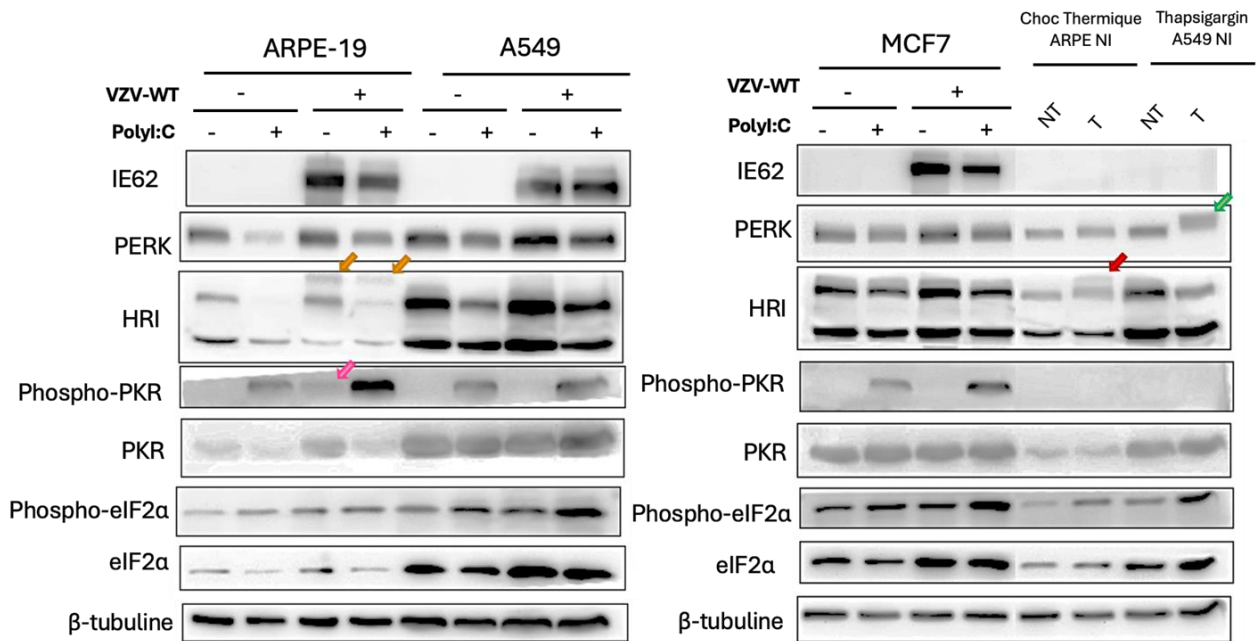 ARPE-19 A549
VZV-WT - + - +
PolyI:C - + - + - + - +
IE62
PERK
HRI
Phospho-PKR
PKR
Phospho-eIF2α
eIF2α
β-tubuline
MCF7 Choc Thermique Thapsigargin
ARPE NI A549 NI
VZV-WT - +
PolyI:C - + - + NT T NT T
IE62
PERK
HRI
Phospho-PKR
PKR
Phospho-eIF2α
eIF2α
β-tubuline